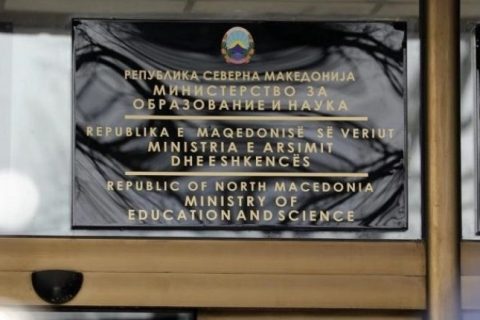 РЕПУБЛИКА СЕВЕРНА МАКЕДОНИЈА
МИНИСТЕРСТВО ЗА
ОБРАЗОВАНИЕ И НАУКА
REPUBLIKA E MAQEDONISË SË VERIUT
MINISTRIA E ARSIMIT
DHE ESHKENCËS
REPUBLIC OF NORTH MACEDONIA
MINISTRY OF
EDUCATION AND SCIENCE